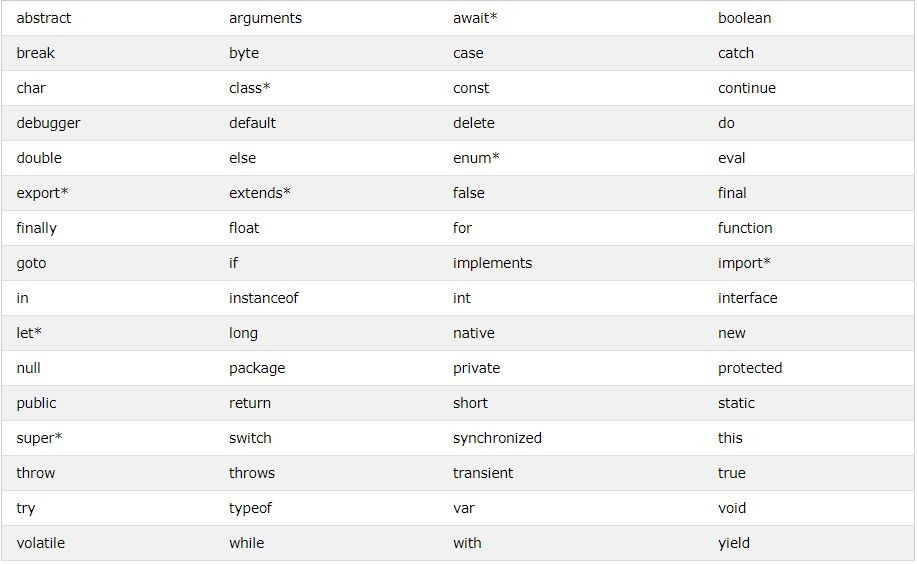 abstract arguments await* boolean
break byte case catch
char class* const continue
debugger default delete do
double else enum* eval
export* extends* false final
finally float for function
goto if implements import*
in instanceof int interface
let* long native new
null package private protected
public return short static
super* switch synchronized this
throw throws transient true
try typeof var void
volatile while with yield